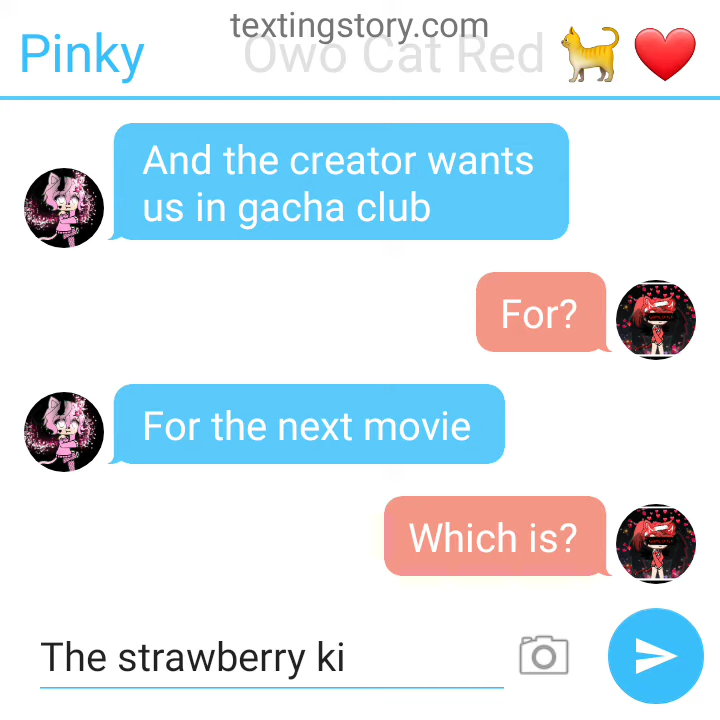 textingstory.com
Pinky Owo Cat Red
And the creator wants
us in gacha club
For?
For the next movie
Which is?
The strawberry ki